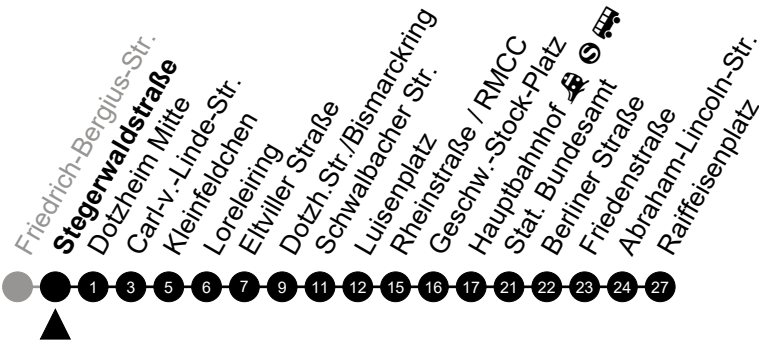 Friedrich-Bergius-Str.
Stegerwaldstraße
Dotzheim Mitte
Carl-v.-Linde-Str.
Kleinfeldchen
Loreleiring
Eltviller Straße
Dotzh.Str./Bismarckring
Schwalbacher Str.
Luisenplatz
Rheinstraße / RMCC
Geschw.-Stock-Platz
Hauptbahnhof S
Stat. Bundesamt
Berliner Straße
Friedenstraße
Abraham-Lincoln-Str.
Raiffeisenplatz
1 3 5 6 7 9 11 12 15 16 17 21 22 23 24 27